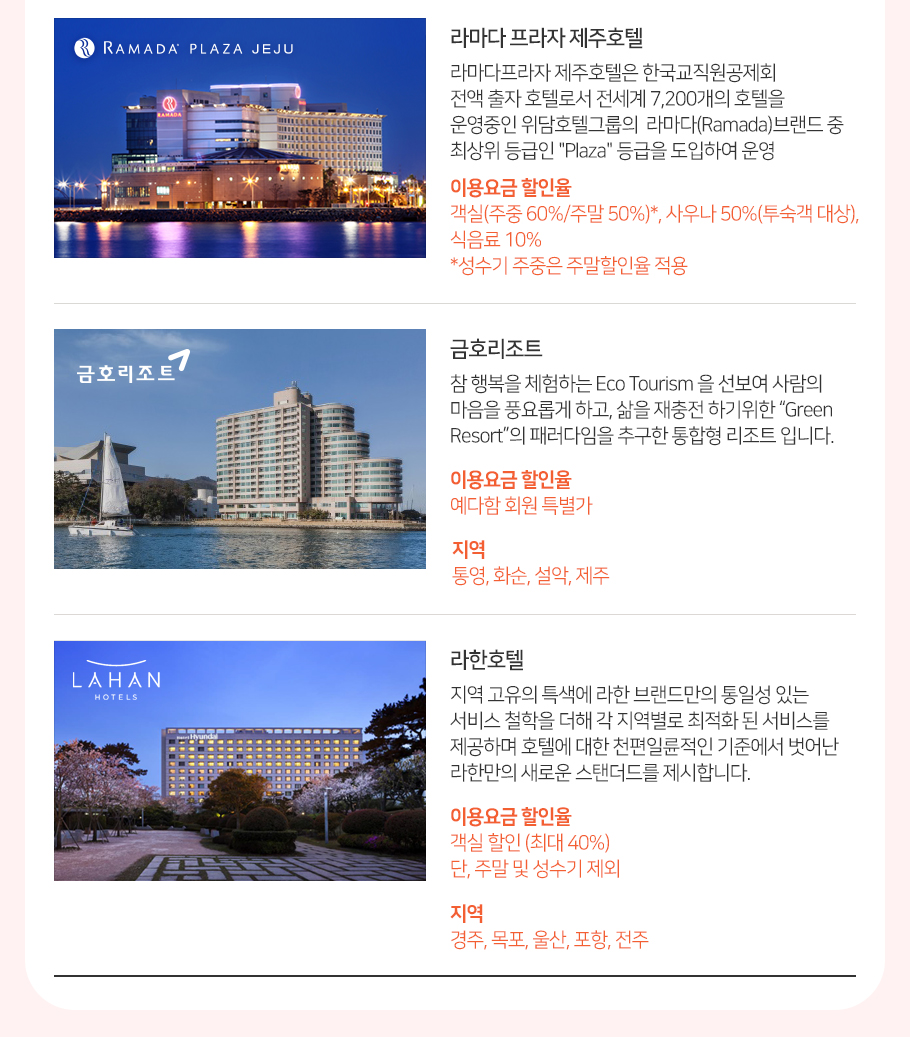 RAMADA PLAZA JEJU
RAMADA
라마다 프라자 제주호텔
라마다프라자 제주호텔은 한국교직원공제회
전액 출자 호텔로서 전세계 7,200개의 호텔을
운영중인 위담호텔그룹의 라마다(Ramada)브랜드 중
최상위 등급인 "Plaza" 등급을 도입하여 운영
이용요금 할인율
객실(주중 60%/주말 50%)*, 사우나 50%(투숙객 대상),
식음료 10%
*성수기 주중은 주말할인율 적용
금호리조트
금호리조트
참 행복을 체험하는 Eco Tourism 을 선보여 사람의
마음을 풍요롭게 하고, 삶을 재충전 하기위한 “Green
Resort”의 패러다임을 추구한 통합형 리조트 입니다.
이용요금 할인율
예다함 회원 특별가
지역
통영, 화순, 설악, 제주
LAHAN
HOTELS
Hyundai
라한호텔
지역 고유의 특색에 라한 브랜드만의 통일성 있는
서비스 철학을 더해 각 지역별로 최적화 된 서비스를
제공하며 호텔에 대한 천편일률적인 기준에서 벗어난
라한만의 새로운 스탠더드를 제시합니다.
이용요금 할인율
객실 할인 (최대 40%)
단, 주말 및 성수기 제외
지역
경주, 목포, 울산, 포항, 전주